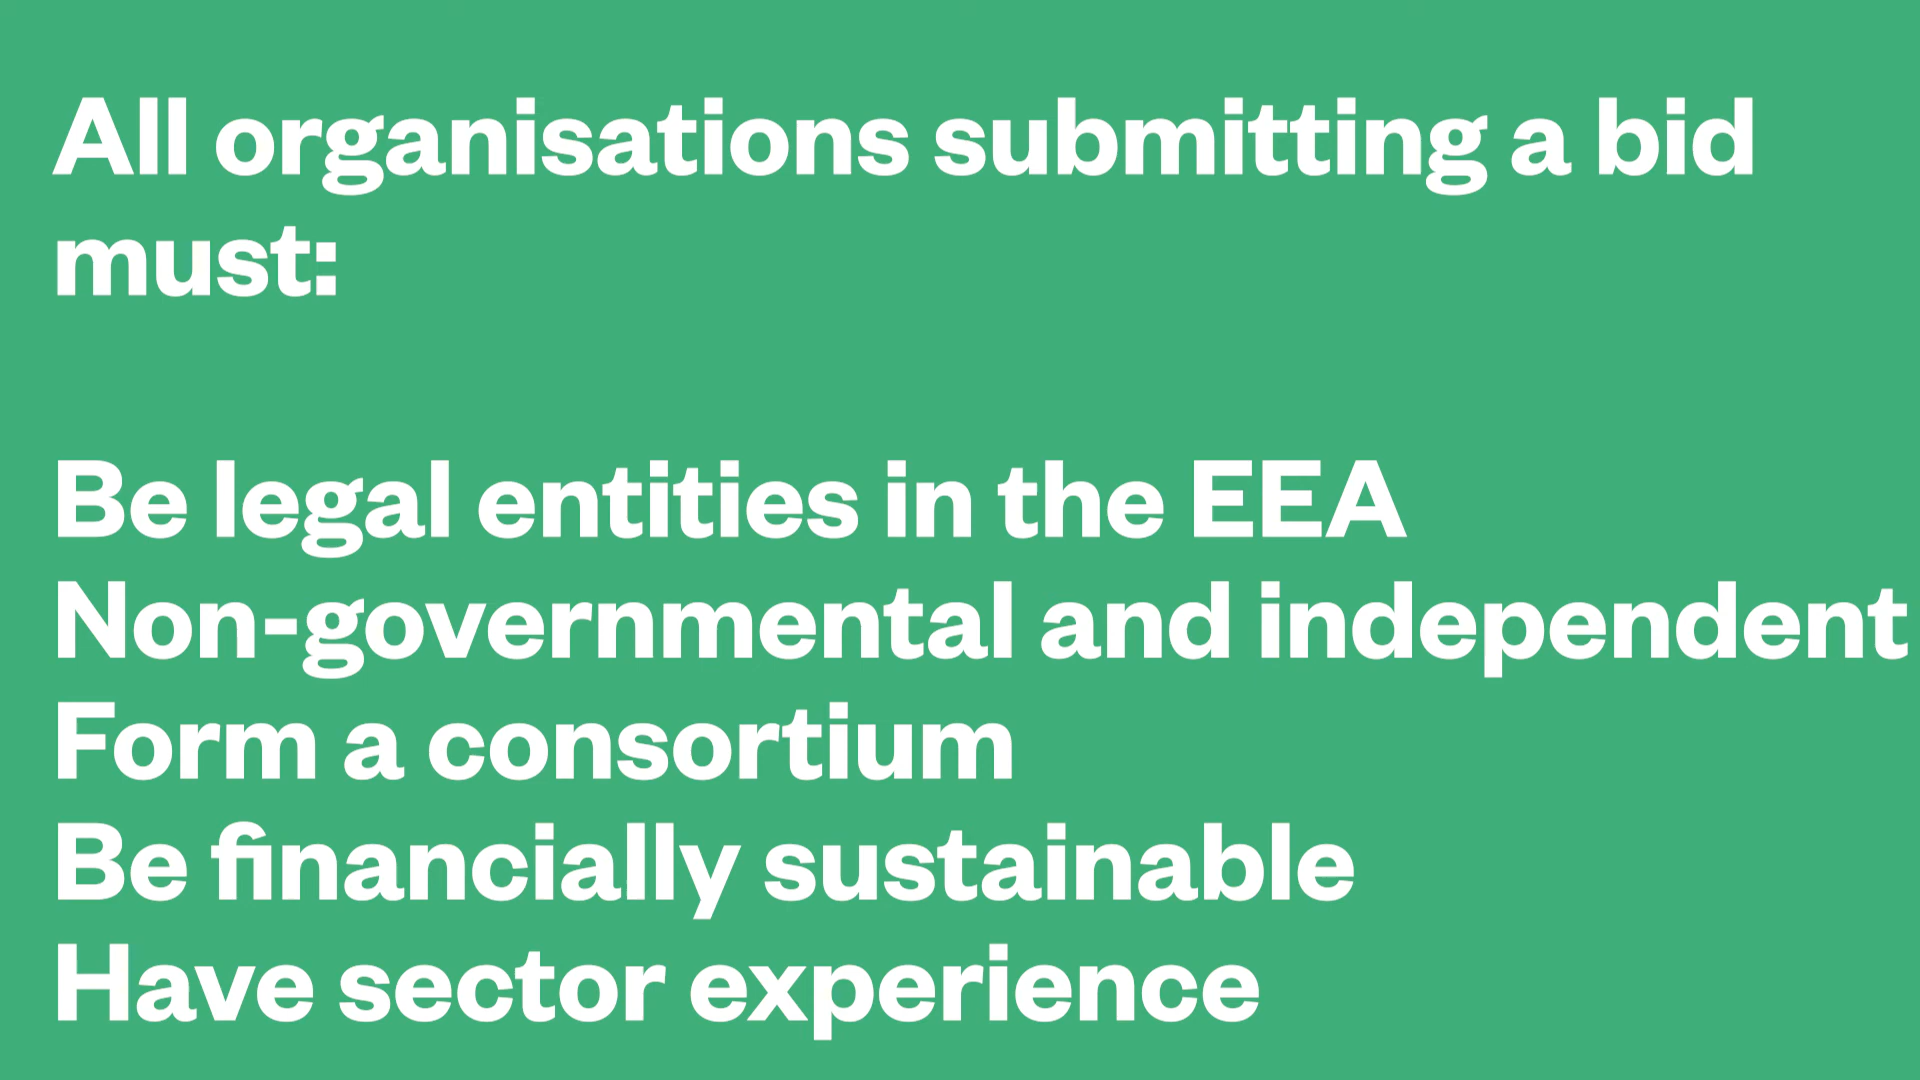 All organisations submitting a bid
must:
Be legal entities in the EEA
Non-governmental and independent
Form a consortium
Be financially sustainable
Have sector experience